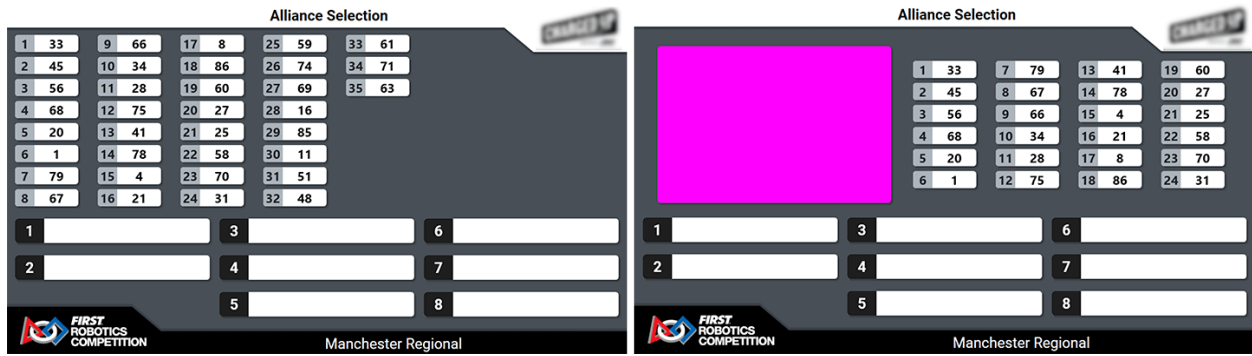 Alliance Selection
CHARGED UP
1 33 9 66 17 8 25 59 33 61
2 45 10 34 18 86 26 74 34 71
3 56 11 28 19 60 27 69 35 63
4 68 12 75 20 27 28 16
5 20 13 41 21 25 29 85
6 1 14 78 22 58 30 11
7 79 15 4 23 70 31 51
8 67 16 21 24 31 32 48
1 3 6
2 4 7
5 8
FIRST
ROBOTICS
COMPETITION
Manchester Regional
Alliance Selection
CHARGED UP
1 33 7 79 13 41 19 60
2 45 8 67 14 78 20 27
3 56 9 66 15 4 21 25
4 68 10 34 16 21 22 58
5 20 11 28 17 8 23 70
6 1 12 75 18 86 24 31
1 3 6
2 4 7
5 8
FIRST
ROBOTICS
COMPETITION
Manchester Regional